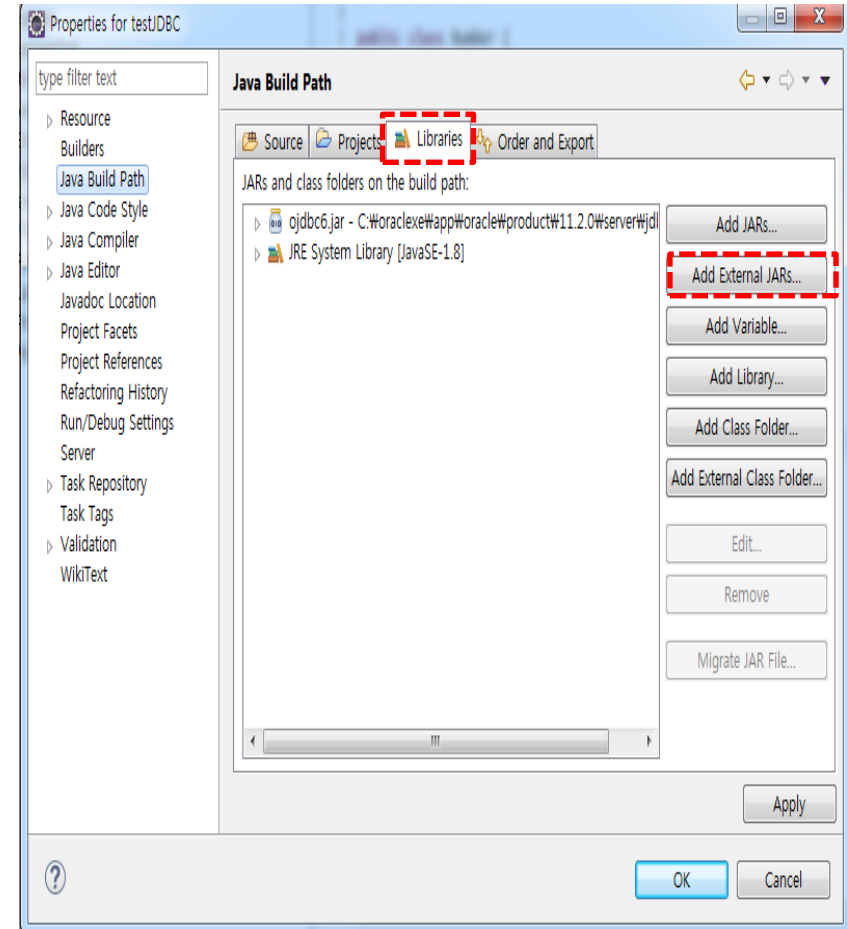 Properties for testJDBC
type filter text
Resource
Builders
Java Build Path
Java Code Style
Java Compiler
Java Editor
Javadoc Location
Project Facets
Project References
Refactoring History
Run/Debug Settings
Server
Task Repository
Task Tags
Validation
WikiText
Java Build Path
Source Projects Libraries Order and Export
JARs and class folders on the build path:
ojdbc6.jar - C:₩oraclexe₩app₩oracle₩product₩11.2.0₩server₩jdl
JRE System Library [JavaSE-1.8]
Add JARs...
Add External JARs...
Add Variable...
Add Library...
Add Class Folder...
Add External Class Folder...
Edit...
Remove
Migrate JAR File...
Apply
OK Cancel